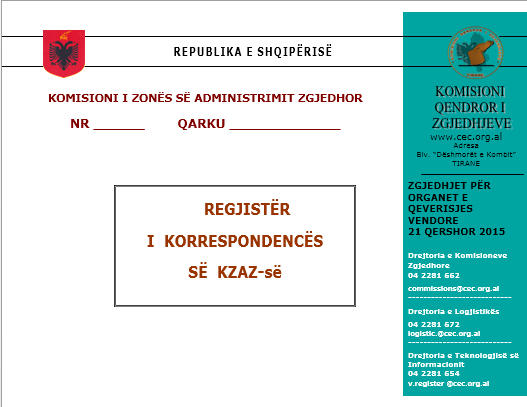 REPUBLIKA E SHQIPËRISË
KOMISIONI I ZONËS SË ADMINISTRIMIT ZGJEDHOR
NR _______ QARKU _______________
REGJISTËR
I KORRESPONDENCËS
SË KZAZ-së
KOMISIONI
QENDROR I
ZGJEDHJEVE
www.cec.org.al
Adresa
Blv. "Dëshmorët e Kombit"
TIRANE
ZGJEDHJET PËR
ORGANET E
QEVERISJES
VENDORE
21 QERSHOR 2015
Drejtoria e Komisioneve
Zgjedhore
04 2281 662
commissions@cec.org.al
Drejtoria e Logjistikës
04 2281 672
logistic.@cec.org.al
Drejtoria e Teknologjisë së
Informacionit
04 2281 654
v.register @cec.org.al